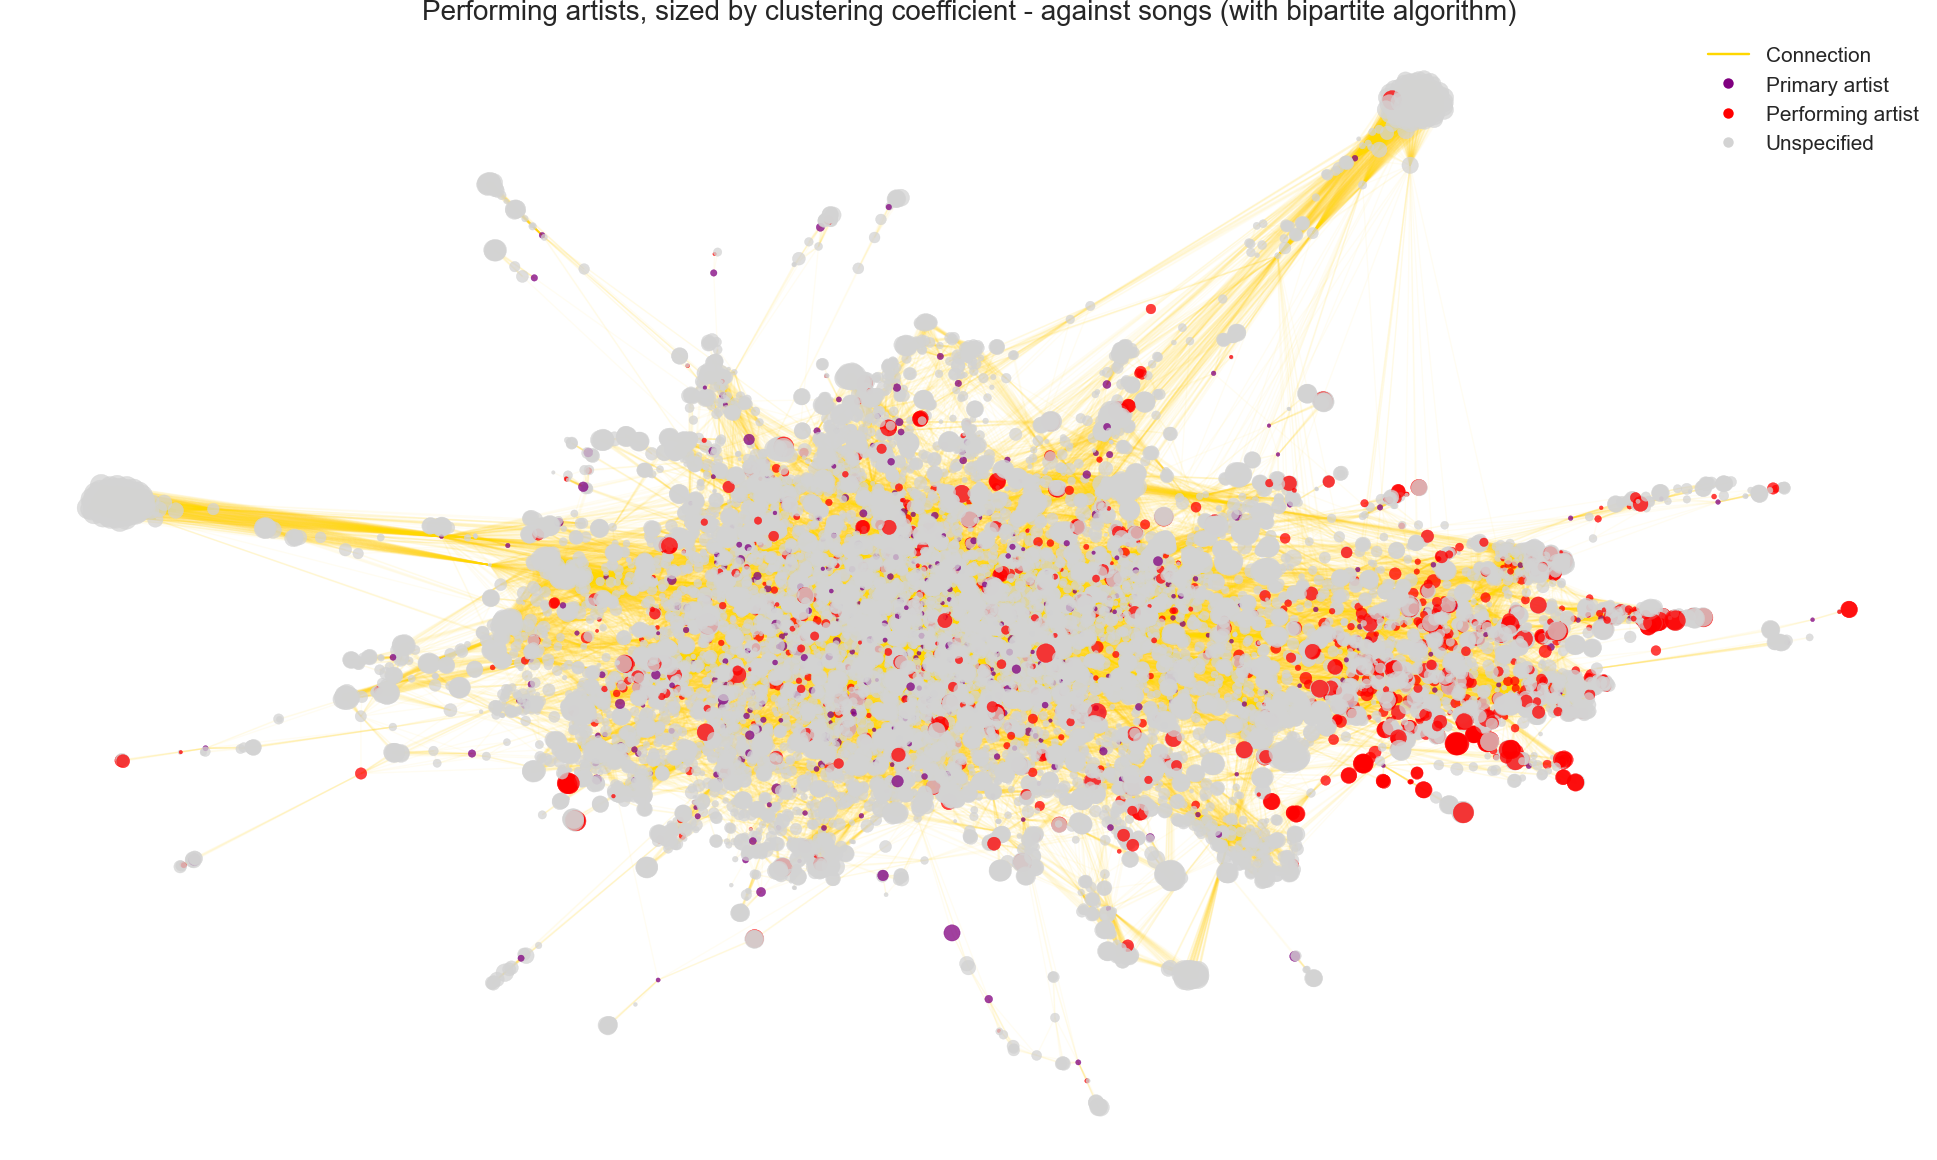 Performing artists, sized by clustering coefficient - against songs (with bipartite algorithm)
Connection
Primary artist
Performing artist
Unspecified